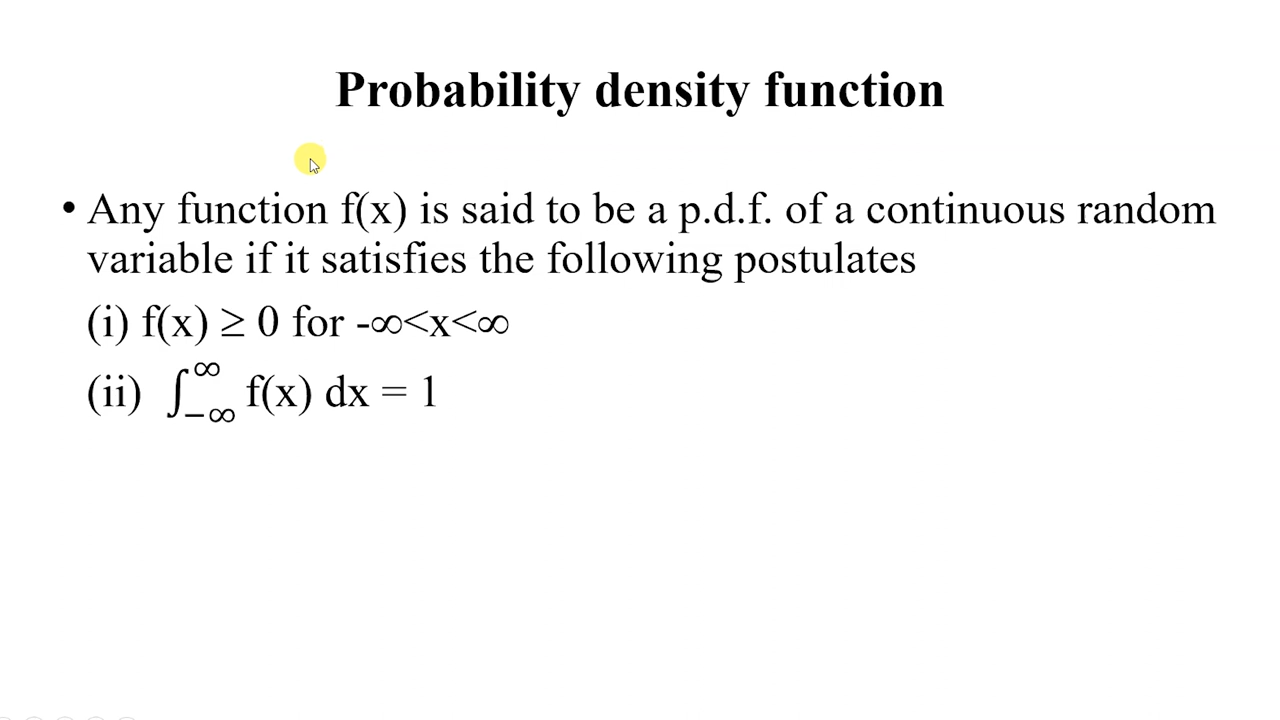 Probability density function
• Any function f(x) is said to be a p.d.f. of a continuous random
variable if it satisfies the following postulates
(i) f(x) ≥ 0 for -∞<x<∞
(ii) ∫_{−∞}^{∞} f(x) dx = 1